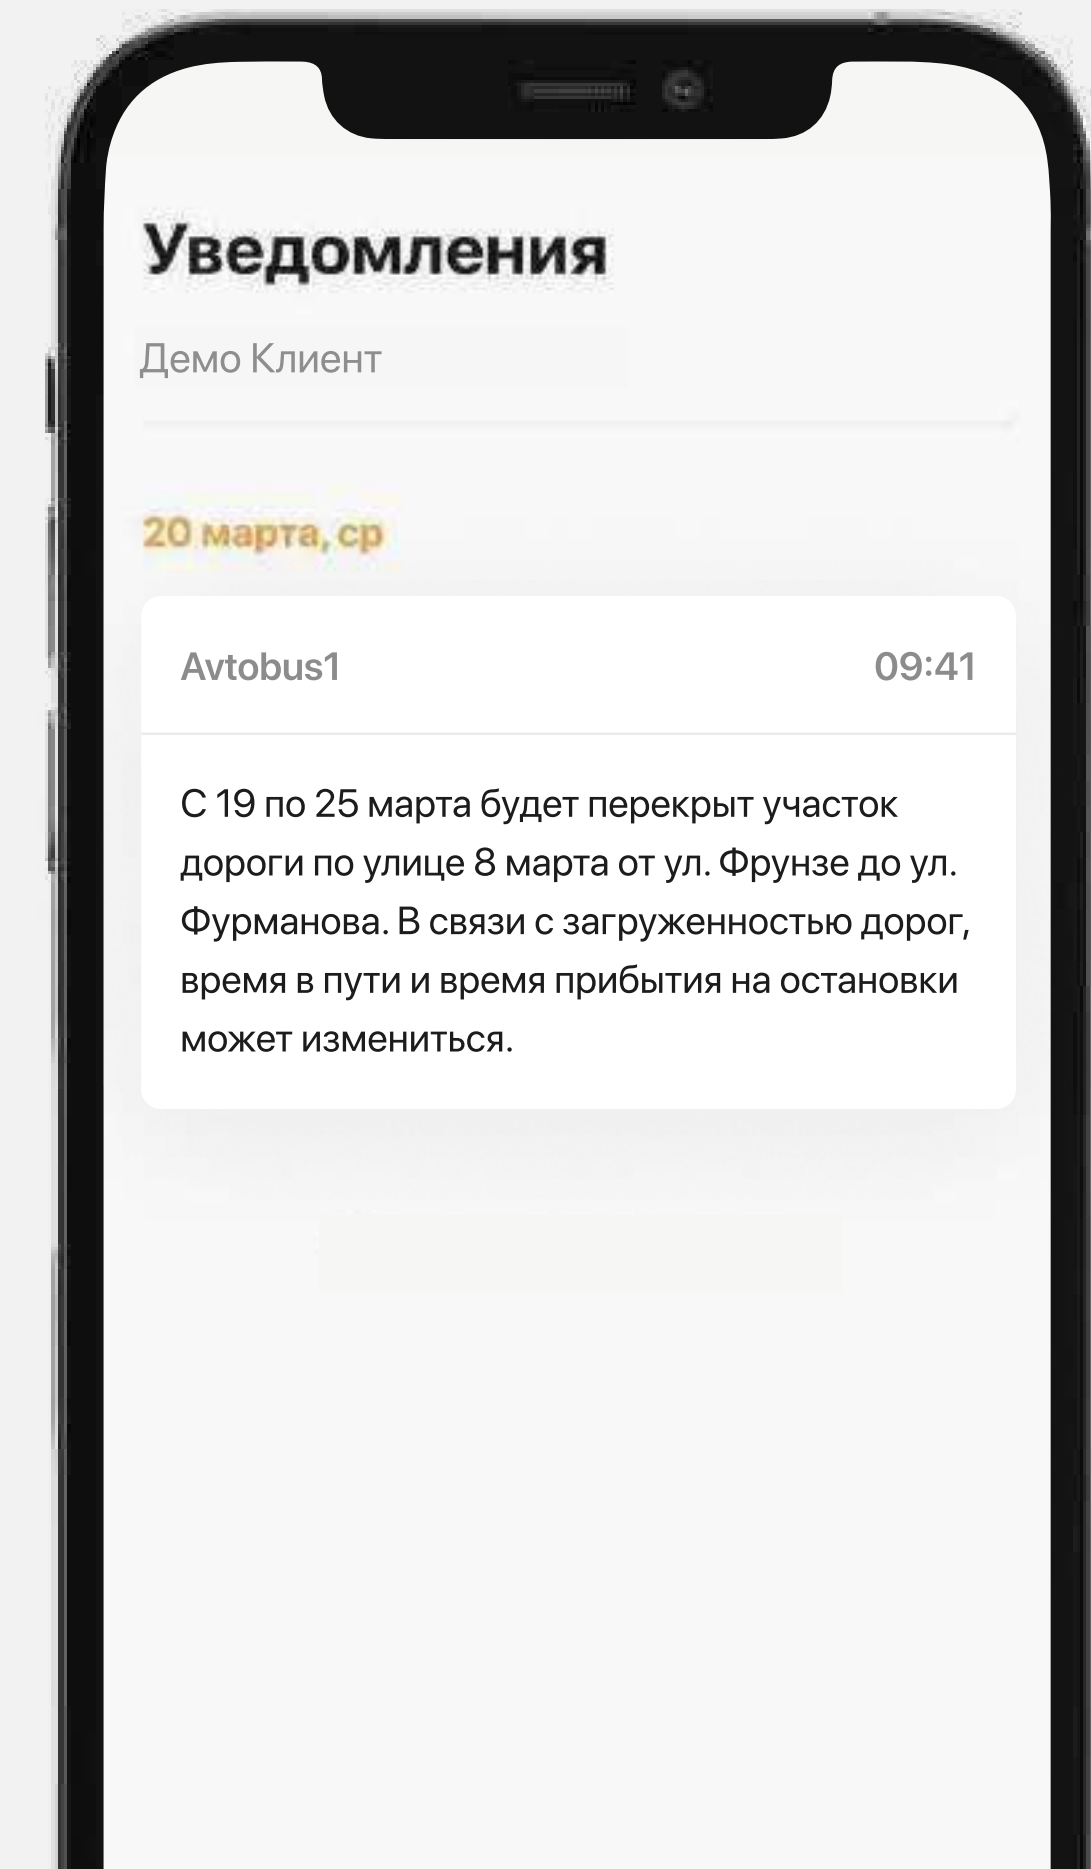 Уведомления
Демо Клиент
20 марта, ср
Avtobus1 09:41
С 19 по 25 марта будет перекрыт участок
дороги по улице 8 марта от ул. Фрунзе до ул.
Фурманова. В связи с загруженностью дорог,
время в пути и время прибытия на остановки
может измениться.